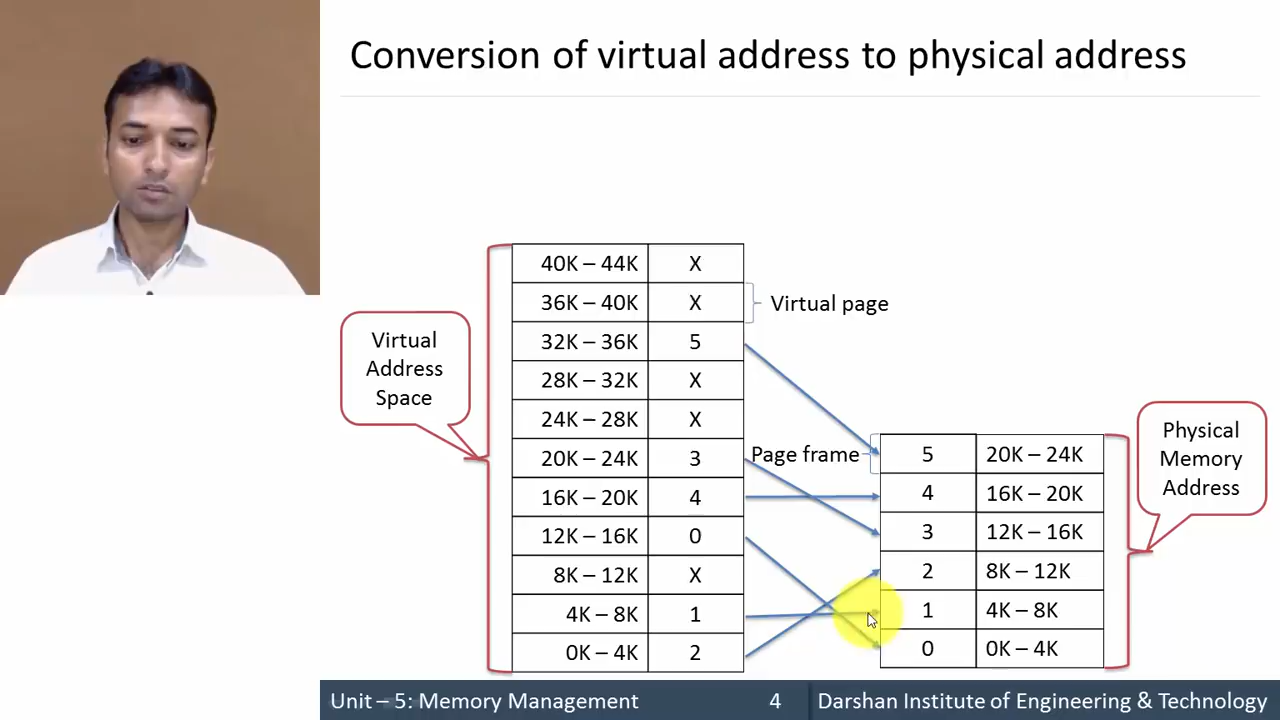 Conversion of virtual address to physical address
40K – 44K X
36K – 40K X
Virtual page
32K – 36K 5
28K – 32K X
24K – 28K X
20K – 24K 3
16K – 20K 4
12K – 16K 0
8K – 12K X
4K – 8K 1
0K – 4K 2
Virtual
Address
Space
Page frame
5 20K – 24K
4 16K – 20K
3 12K – 16K
2 8K – 12K
1 4K – 8K
0 0K – 4K
Physical
Memory
Address
Unit – 5: Memory Management 4 Darshan Institute of Engineering & Technology